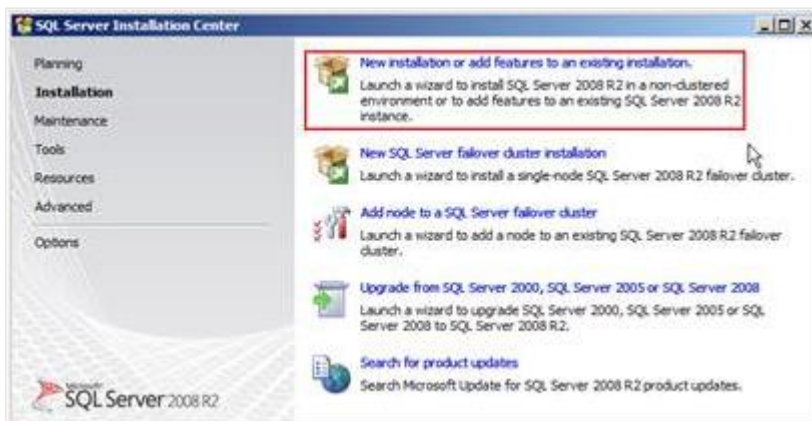 SQL Server Installation Center
Planning
Installation
Maintenance
Tools
Resources
Advanced
Options
New installation or add features to an existing installation.
Launch a wizard to install SQL Server 2008 R2 in a non-clustered
environment or to add features to an existing SQL Server 2008 R2
instance.
New SQL Server failover cluster installation
Launch a wizard to install a single-node SQL Server 2008 R2 failover cluster.
Add node to a SQL Server failover cluster
Launch a wizard to add a node to an existing SQL Server 2008 R2 failover
cluster.
Upgrade from SQL Server 2000, SQL Server 2005 or SQL Server 2008
Launch a wizard to upgrade SQL Server 2000, SQL Server 2005 or SQL
Server 2008 to SQL Server 2008 R2.
Search for product updates
Search Microsoft Update for SQL Server 2008 R2 product updates.
Microsoft
SQL Server 2008 R2